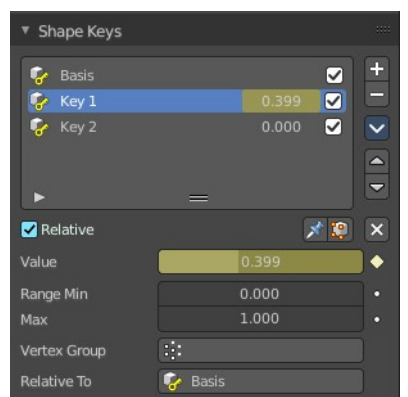 Shape Keys
Basis
Key 1 0.399
Key 2 0.000
Relative
Value 0.399
Range Min 0.000
Max 1.000
Vertex Group
Relative To Basis